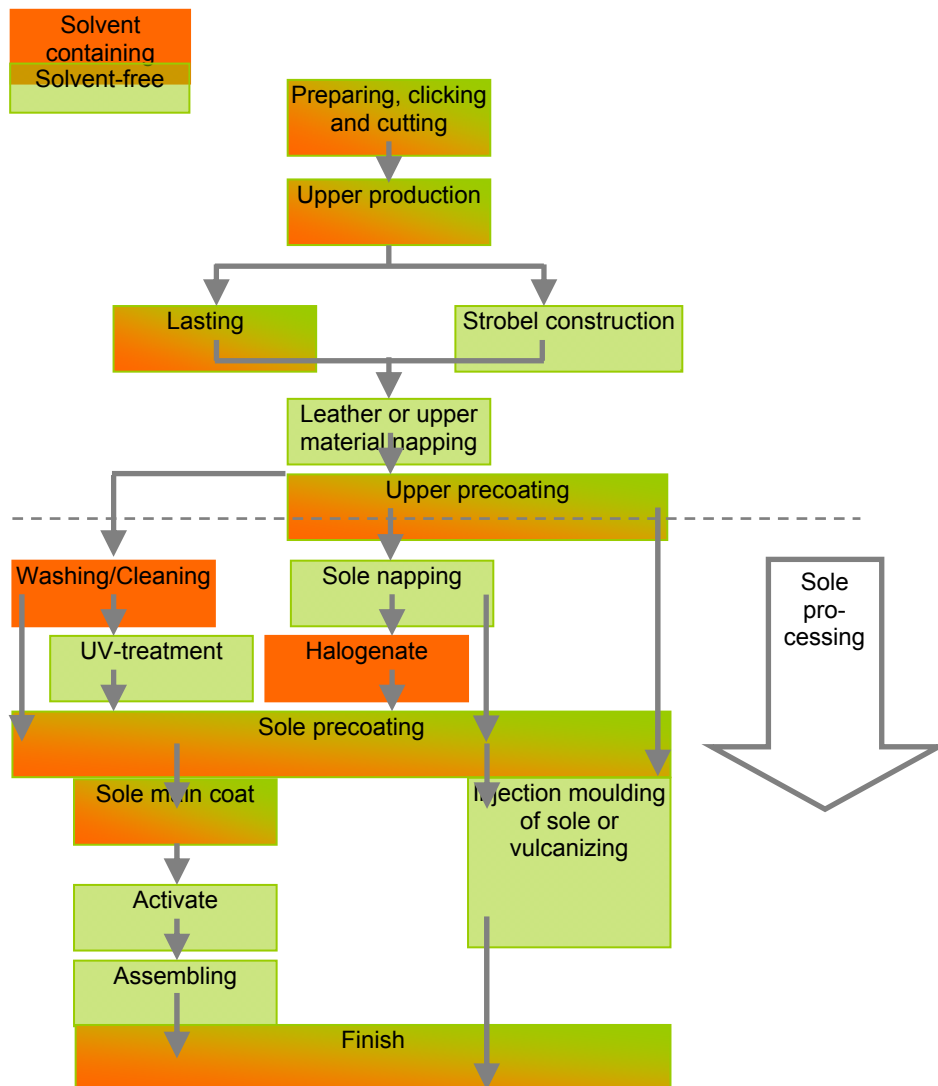 Solvent
containing
Solvent-free
Preparing, clicking
and cutting
Upper production
Lasting
Strobel construction
Leather or upper
material napping
Upper precoating
Washing/Cleaning
Sole napping
Sole
pro-
cessing
UV-treatment
Halogenate
Sole precoating
Sole main coat
Injection moulding
of sole or
vulcanizing
Activate
Assembling
Finish